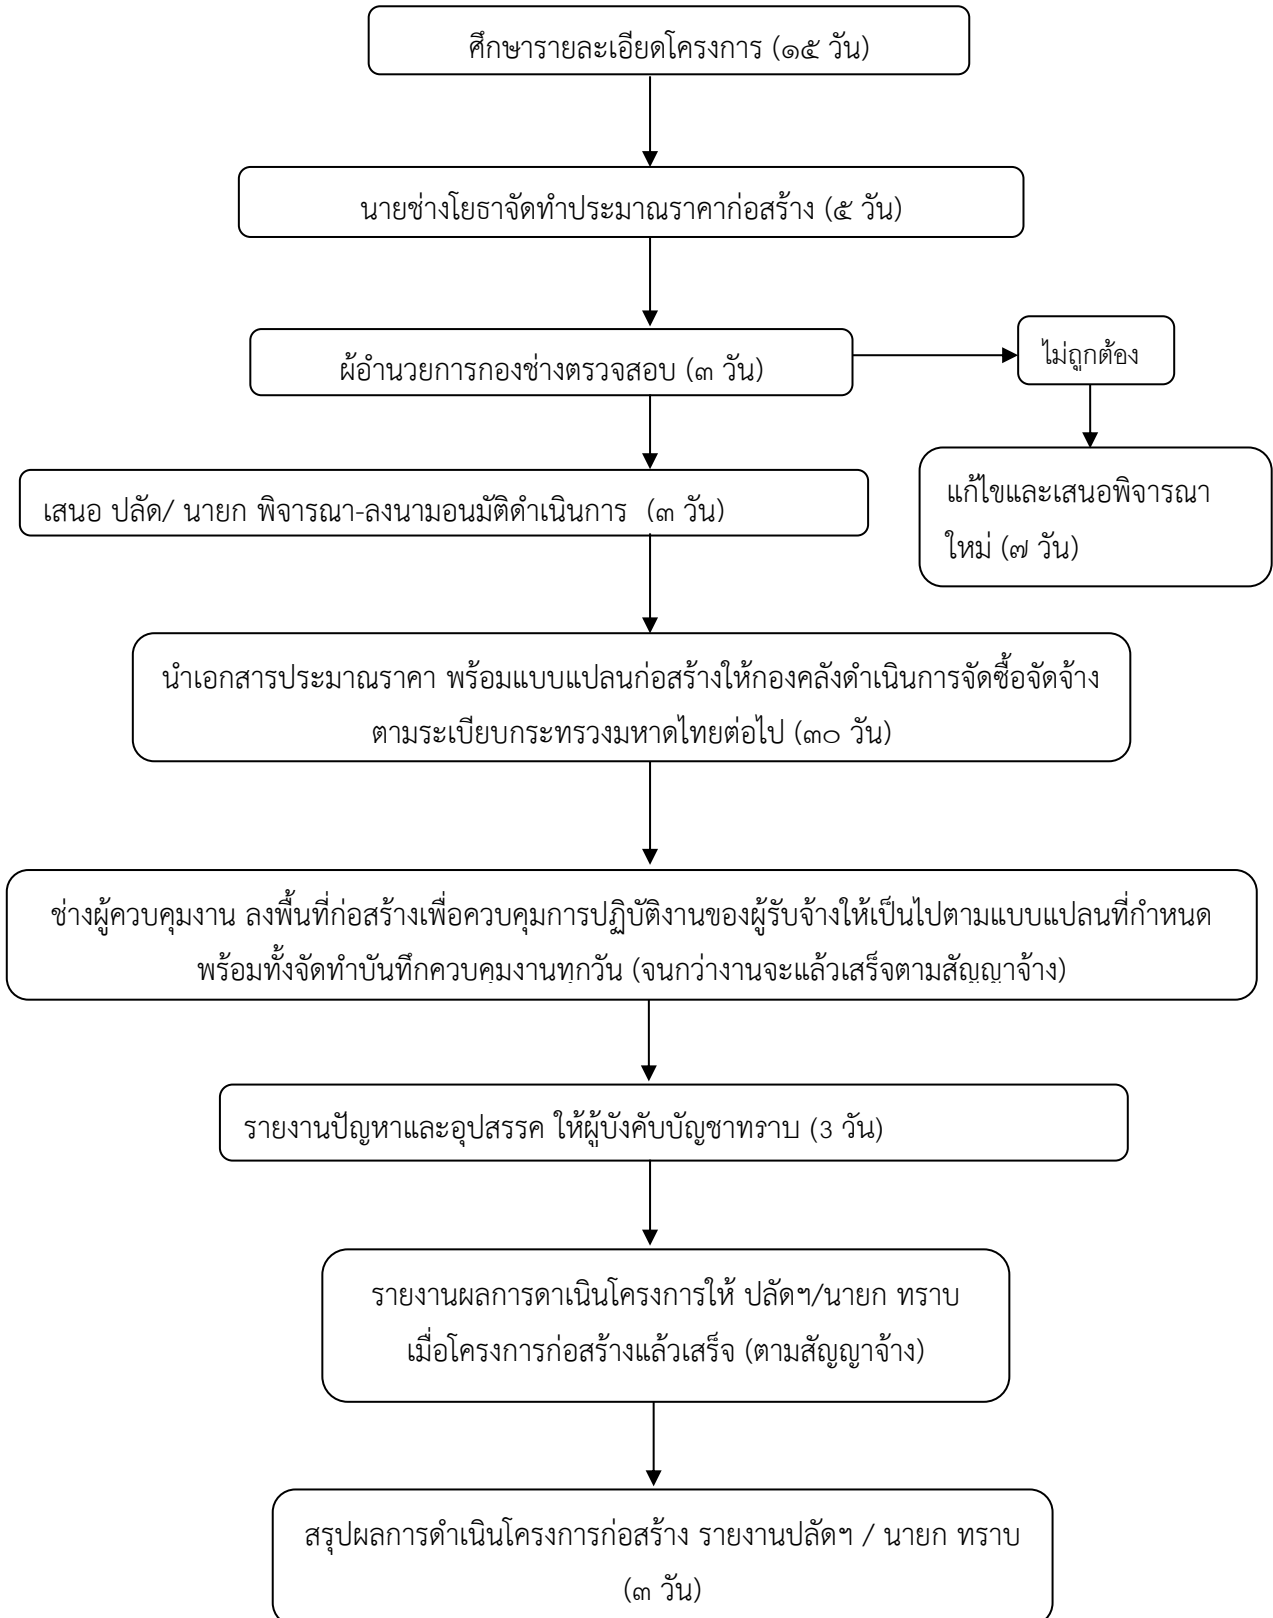 ศึกษารายละเอียดโครงการ (๑๕ วัน)
นายช่างโยธาจัดทำประมาณราคาก่อสร้าง (๕ วัน)
ผ้อำนวยการกองช่างตรวจสอบ (๓ วัน)
ไม่ถูกต้อง
แก้ไขและเสนอพิจารณา
ใหม่ (๗ วัน)
เสนอ ปลัด/ นายก พิจารณา-ลงนามอนมัติดำเนินการ (๓ วัน)
นำเอกสารประมาณราคา พร้อมแบบแปลนก่อสร้างให้กองคลังดำเนินการจัดซื้อจัดจ้าง
ตามระเบียบกระทรวงมหาดไทยต่อไป (๓๐ วัน)
ช่างผู้ควบคุมงาน ลงพื้นที่ก่อสร้างเพื่อควบคุมการปฏิบัติงานของผู้รับจ้างให้เป็นไปตามแบบแปลนที่กำหนด
พร้อมทั้งจัดทำบันทึกควบคุมงานทุกวัน (จนกว่างานจะแล้วเสร็จตามสัญญาจ้าง)
รายงานปัญหาและอุปสรรค ให้ผู้บังคับบัญชาทราบ (3 วัน)
รายงานผลการดาเนินโครงการให้ ปลัดฯ/นายก ทราบ
เมื่อโครงการก่อสร้างแล้วเสร็จ (ตามสัญญาจ้าง)
สรุปผลการดำเนินโครงการก่อสร้าง รายงานปลัดฯ / นายก ทราบ
(๓ วัน)